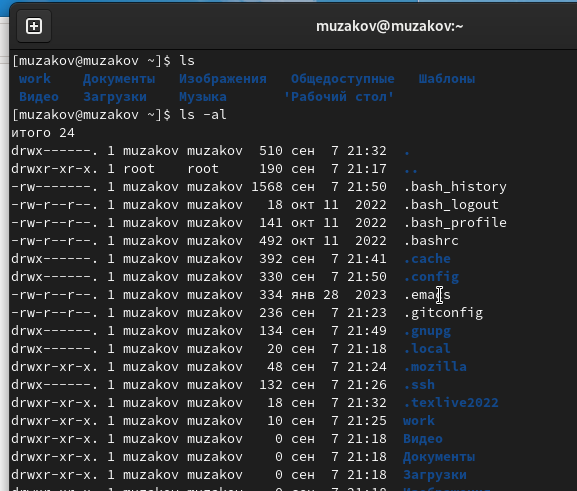 muzakov@muzakov:~
[muzakov@muzakov ~]$ ls
work Документы Изображения Общедоступные Шаблоны
Видео Загрузки Музыка 'Рабочий стол'
[muzakov@muzakov ~]$ ls -al
итого 24
drwx------. 1 muzakov muzakov 510 сен 7 21:32 .
drwxr-xr-x. 1 root root 160 сен 7 21:17 ..
-rw-------. 1 muzakov muzakov 1568 сен 7 21:50 .bash_history
-rw-r--r--. 1 muzakov muzakov 18 окт 11 2022 .bash_logout
-rw-r--r--. 1 muzakov muzakov 141 окт 11 2022 .bash_profile
-rw-r--r--. 1 muzakov muzakov 492 окт 11 2022 .bashrc
drwx------. 1 muzakov muzakov 392 сен 7 21:41 .cache
drwx------. 1 muzakov muzakov 330 сен 7 21:50 .config
-rw-r--r--. 1 muzakov muzakov 334 янв 28 2023 .emacs
-rw-r--r--. 1 muzakov muzakov 236 сен 7 21:23 .gitconfig
drwx------. 1 muzakov muzakov 134 сен 7 21:49 .gnupg
drwx------. 1 muzakov muzakov 20 сен 7 21:18 .local
drwxr-xr-x. 1 muzakov muzakov 48 сен 7 21:24 .mozilla
drwx------. 1 muzakov muzakov 132 сен 7 21:26 .ssh
drwxr-xr-x. 1 muzakov muzakov 18 сен 7 21:32 .texlive2022
drwxr-xr-x. 1 muzakov muzakov 10 сен 7 21:25 work
drwxr-xr-x. 1 muzakov muzakov 0 сен 7 21:18 Видео
drwxr-xr-x. 1 muzakov muzakov 0 сен 7 21:18 Документы
drwxr-xr-x. 1 muzakov muzakov 0 сен 7 21:18 Загрузки